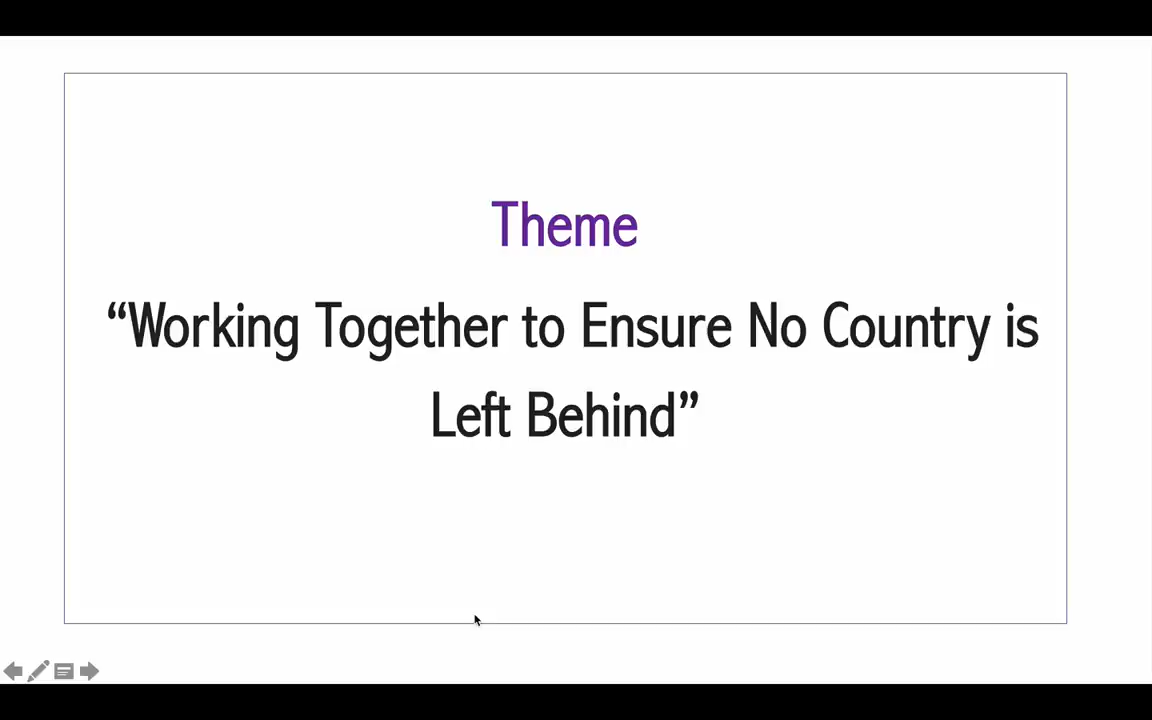 Theme
“Working Together to Ensure No Country is
Left Behind”